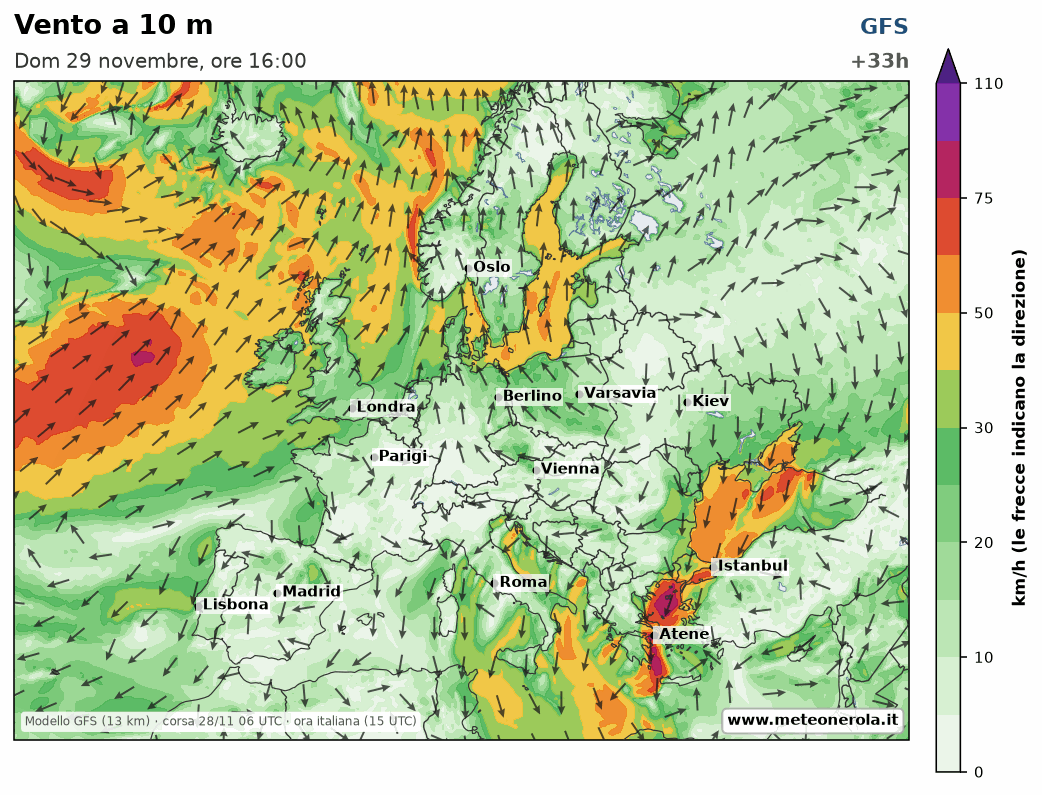 Vento a 10 m
GFS
Dom 29 novembre, ore 16:00
+33h
110
75
50
30
20
10
0
km/h (le frecce indicano la direzione)
Oslo
Londra
Berlino
Varsavia
Kiev
Parigi
Vienna
Istanbul
Roma
Madrid
Lisbona
Atene
Modello GFS (13 km) · corsa 28/11 06 UTC · ora italiana (15 UTC)
www.meteonerola.it